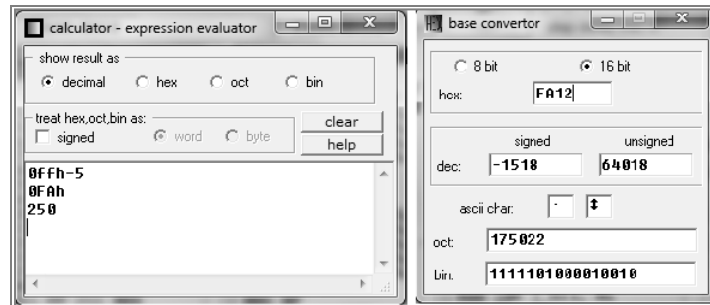 calculator - expression evaluator
show result as
decimal hex oct bin
treat hex,oct,bin as:
signed word byte
clear
help
0ffh-5
0FAh
250
base convertor
8 bit 16 bit
hex: FA12
signed unsigned
dec: -1518 64018
ascii char: · ↕
oct: 175022
bin: 1111101000010010